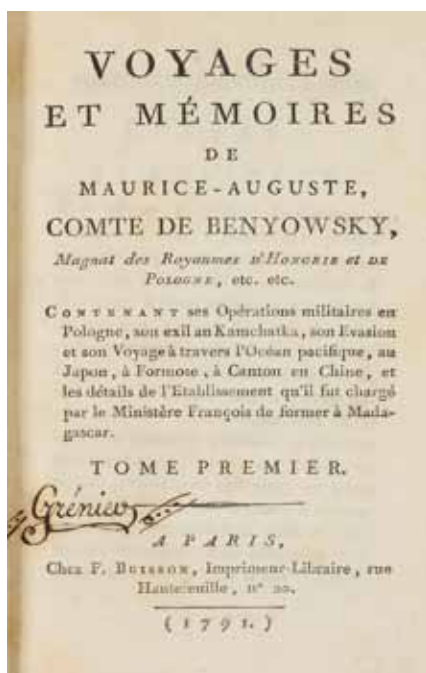 VOYAGES
ET MÉMOIRES
DE
MAURICE-AUGUSTE,
COMTE DE BENYOWSKY,
Magnat des Royaumes D'HONGRIE et DE
POLOGNE, etc. etc.
CONTENANT ses Opérations militaires en
Pologne, son exil au Kamchatka, son Evasion
et son Voyage à travers l'Océan pacifique, au
Japon, à Formose, à Canton en Chine, et
les détails de l'Etablissement qu'il fut chargé
par le Ministère François de former à Mada-
gascar.
TOME PREMIER.
A PARIS,
Chez F. BUISSON, Imprimeur-Libraire, rue
Hautefeuille, n° 20.
(1791.)